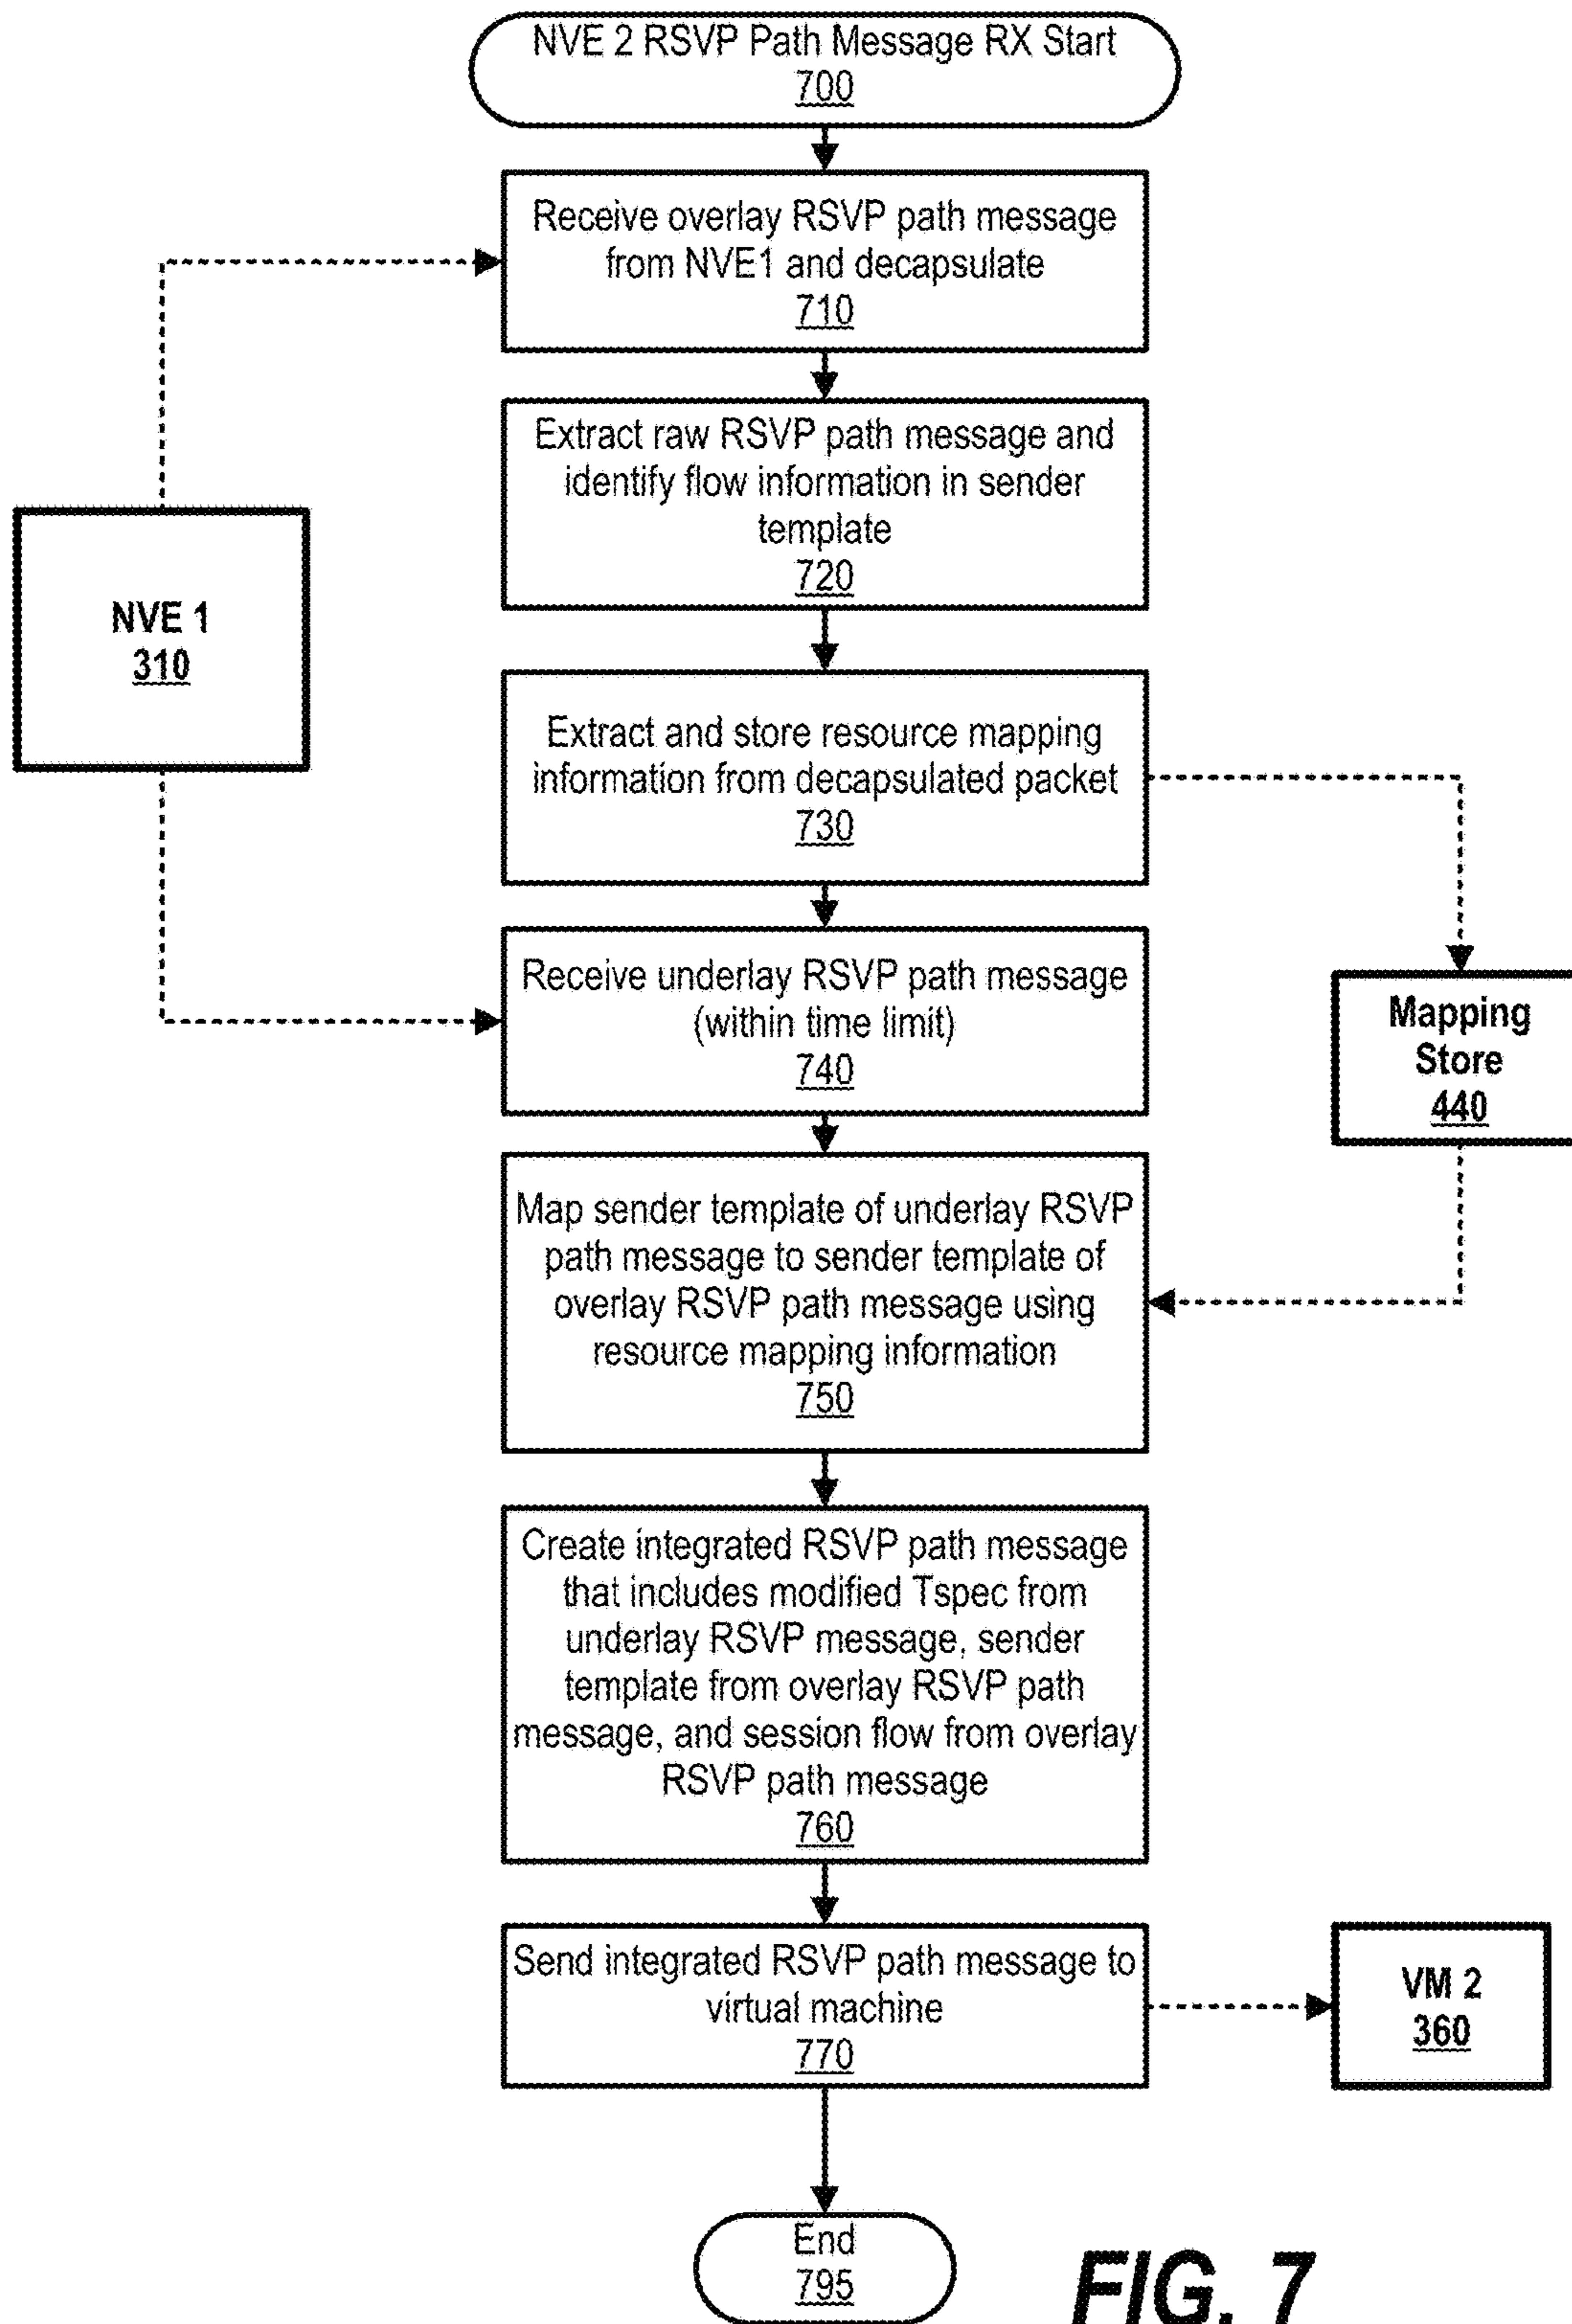 NVE 2 RSVP Path Message RX Start
700
Receive overlay RSVP path message
from NVE1 and decapsulate
710
Extract raw RSVP path message and
identify flow information in sender
template
720
NVE 1
310
Extract and store resource mapping
information from decapsulated packet
730
Receive underlay RSVP path message
(within time limit)
740
Mapping
Store
440
Map sender template of underlay RSVP
path message to sender template of
overlay RSVP path message using
resource mapping information
750
Create integrated RSVP path message
that includes modified Tspec from
underlay RSVP message, sender
template from overlay RSVP path
message, and session flow from overlay
RSVP path message
760
Send integrated RSVP path message to
virtual machine
770
VM 2
360
End
795
FIG. 7